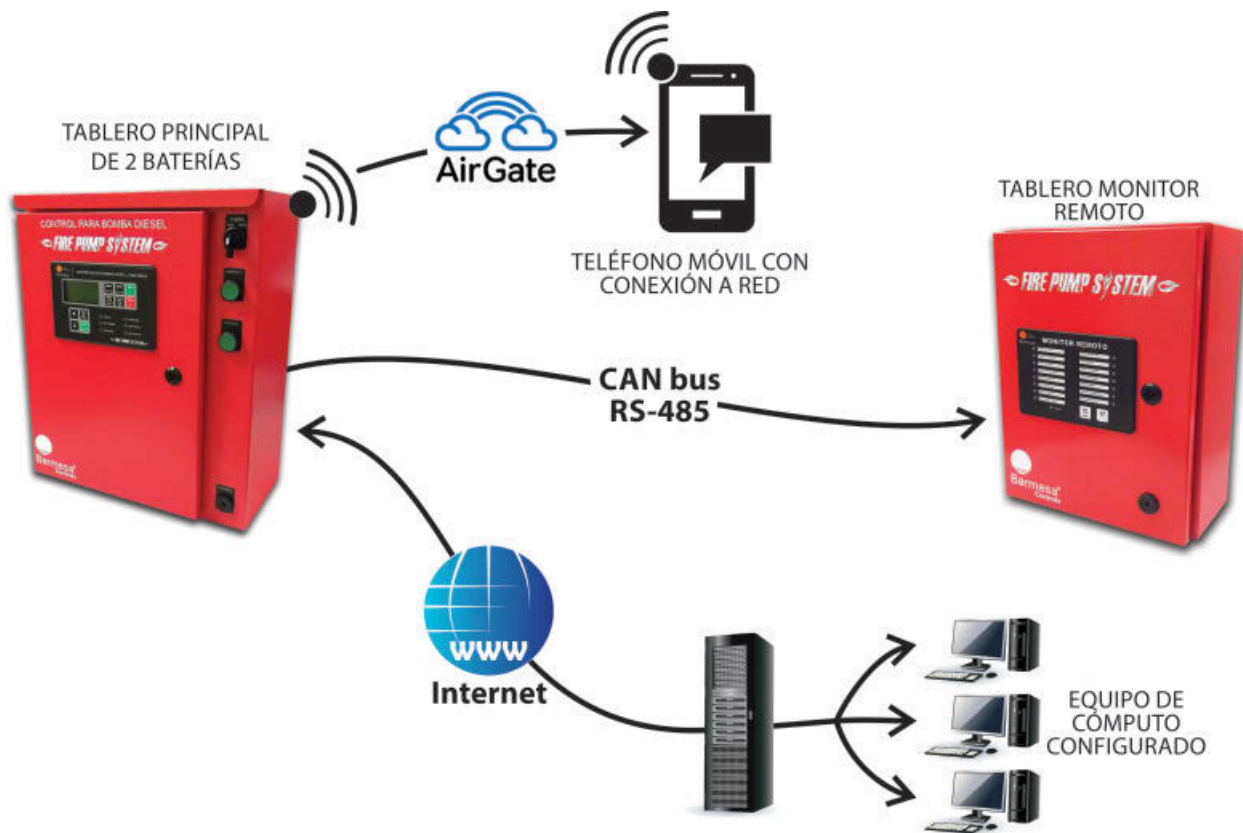 TABLERO PRINCIPAL
DE 2 BATERÍAS
AirGate
TELÉFONO MÓVIL CON
CONEXIÓN A RED
TABLERO MONITOR
REMOTO
CONTROL PARA BOMBA DIESEL
FIRE PUMP SYSTEM
Barmesa
Controls
FIRE PUMP SYSTEM
MONITOR REMOTO
Barmesa
Controls
CAN bus
RS-485
www
Internet
EQUIPO DE
CÓMPUTO
CONFIGURADO